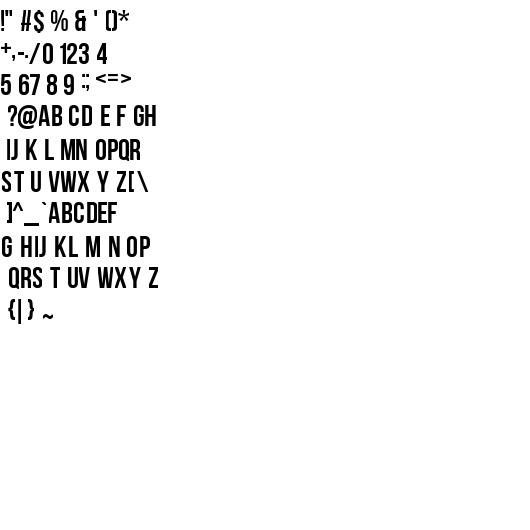 !" #$ % & ' ()*
+,-./0 123 4
5 67 8 9 :; <=>
?@AB CD E F GH
IJ K L MN OPQR
ST U VWX Y Z[ \
]^_`ABCDEF
G HIJ KL M N OP
QRS T UV WXY Z
{| } ~